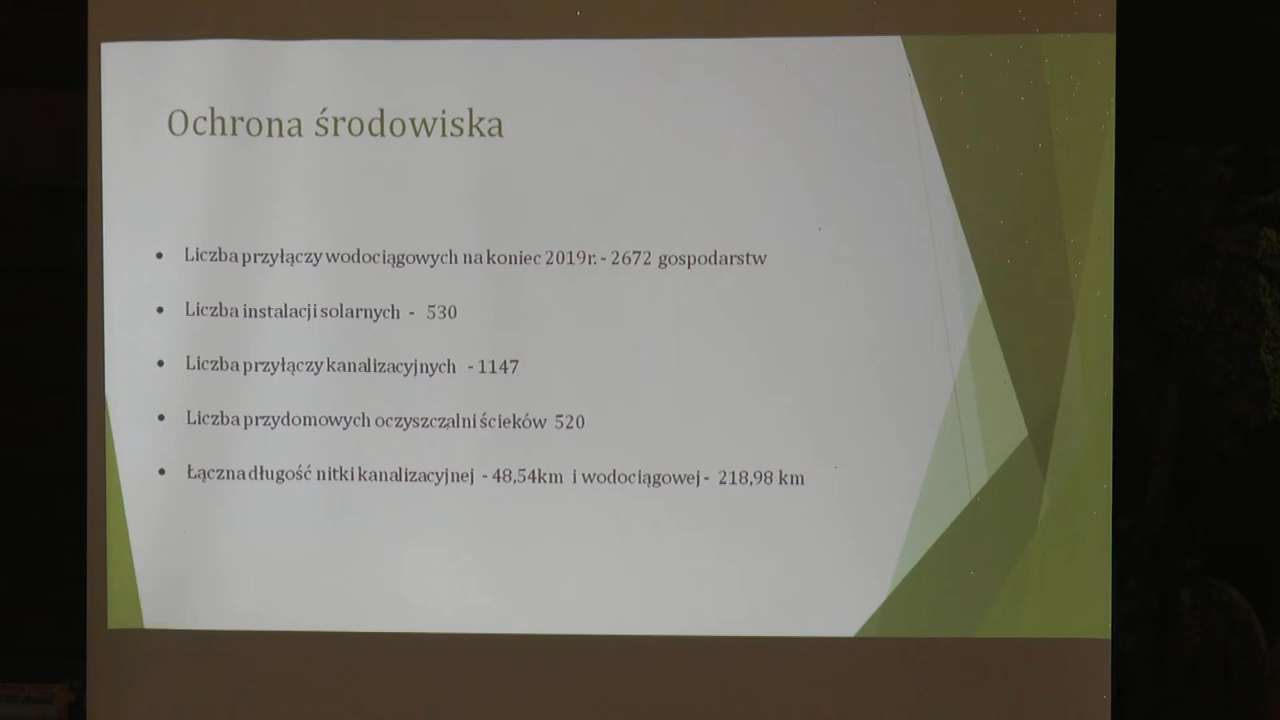 Ochrona środowiska
• Liczba przyłączy wodociągowych na koniec 2019r. - 2672 gospodarstw
• Liczba instalacji solarnych - 530
• Liczba przyłączy kanalizacyjnych - 1147
• Liczba przydomowych oczyszczalni ścieków 520
• Łączna długość nitki kanalizacyjnej - 48,54km i wodociągowej - 218,98 km